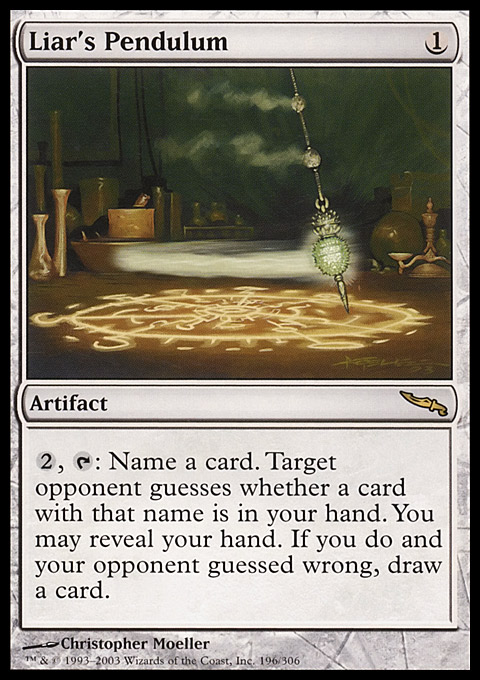 Liar's Pendulum 1
Artifact
2, : Name a card. Target
opponent guesses whether a card
with that name is in your hand. You
may reveal your hand. If you do and
your opponent guessed wrong, draw
a card.
Christopher Moeller
™ & © 1993–2003 Wizards of the Coast, Inc. 196/306